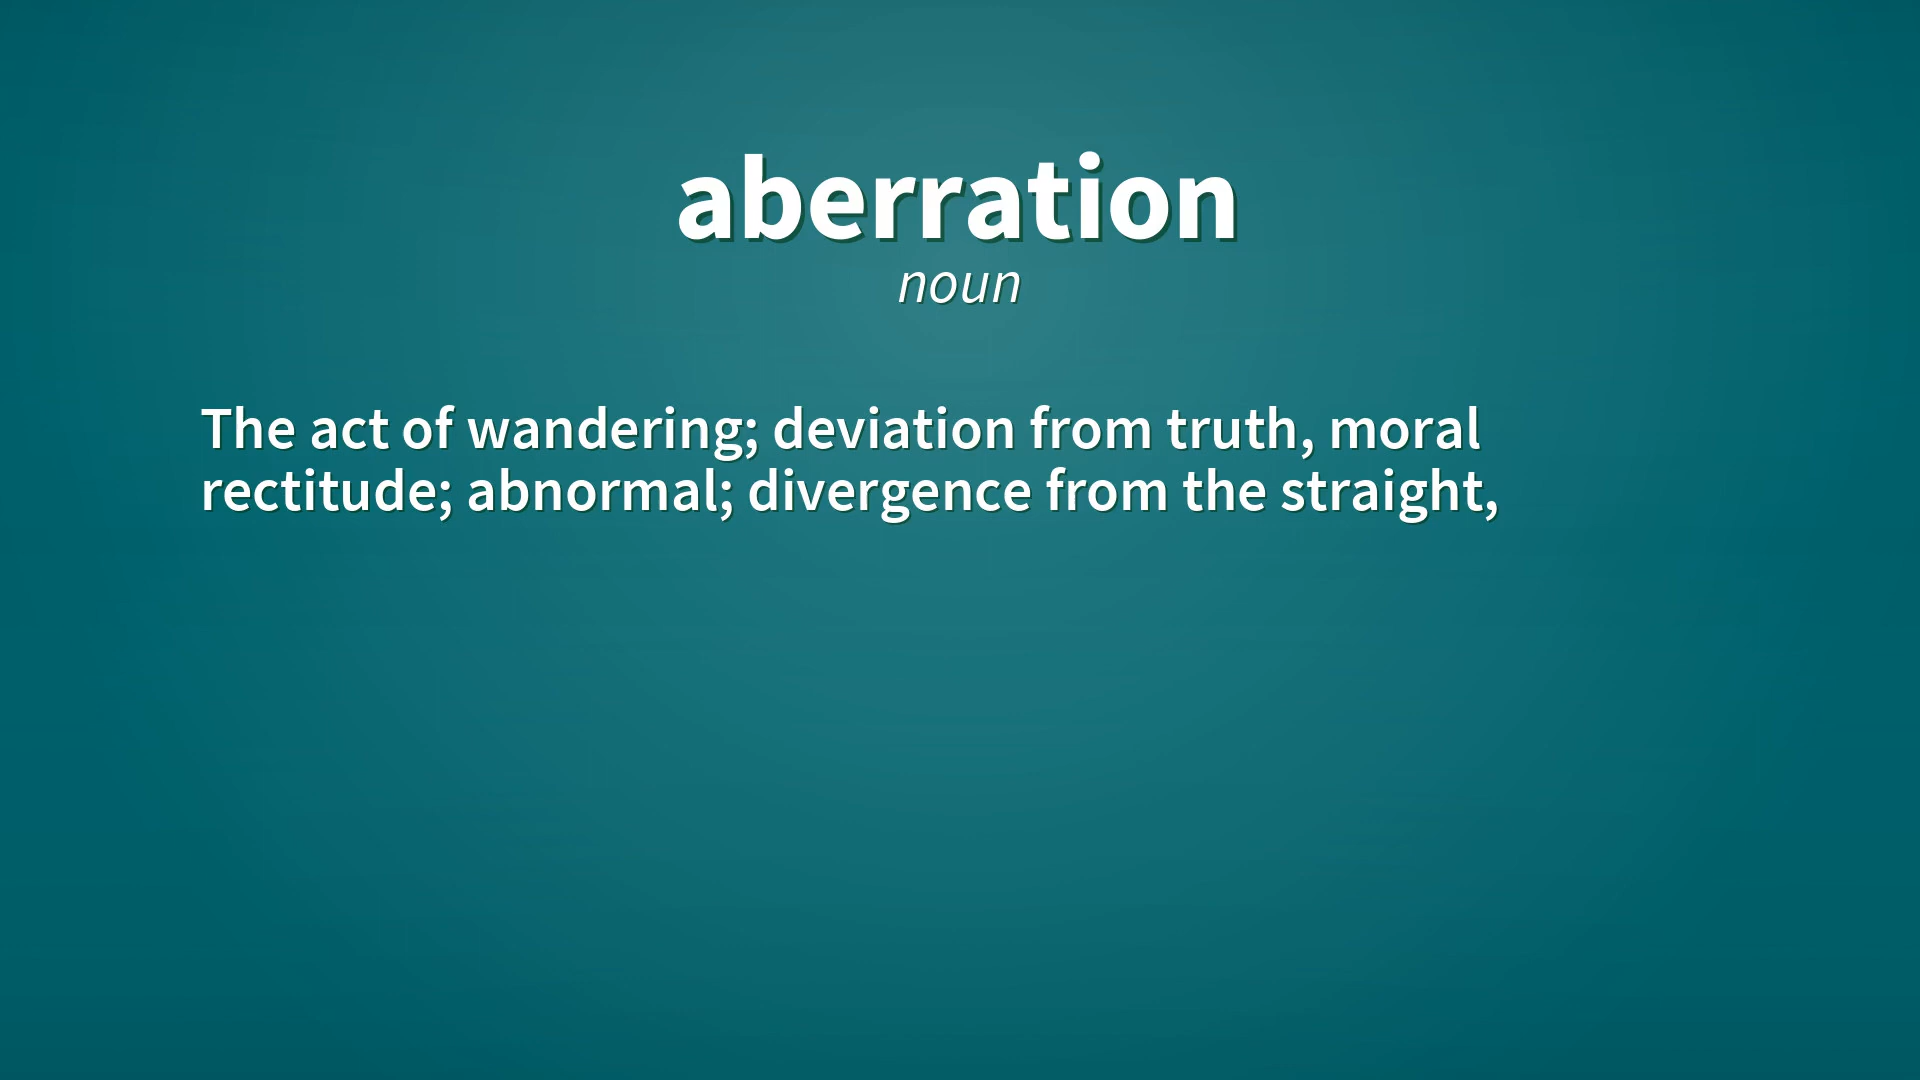 aberration
noun
The act of wandering; deviation from truth, moral
rectitude; abnormal; divergence from the straight,